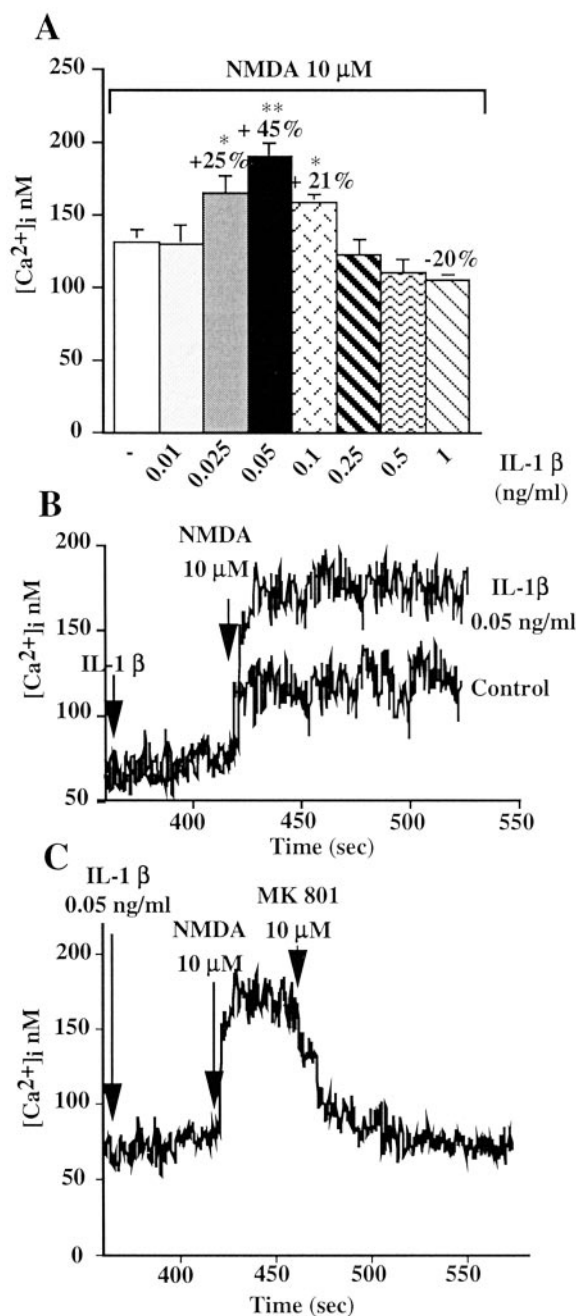 A
NMDA 10 µM
250
200
150
100
50
0
[Ca2+]i nM
*
+25%
**
+ 45%
*
+ 21%
-20%
- 0.01 0.025 0.05 0.1 0.25 0.5 1
IL-1 β
(ng/ml)
B
200
150
100
50
[Ca2+]i nM
IL-1 β
NMDA
10 µM
IL-1β
0.05 ng/ml
Control
400 450 500 550
Time (sec)
C
IL-1 β
0.05 ng/ml
NMDA
10 µM
MK 801
10 µM
200
150
100
50
0
[Ca2+]i nM
400 450 500 550
Time (sec)